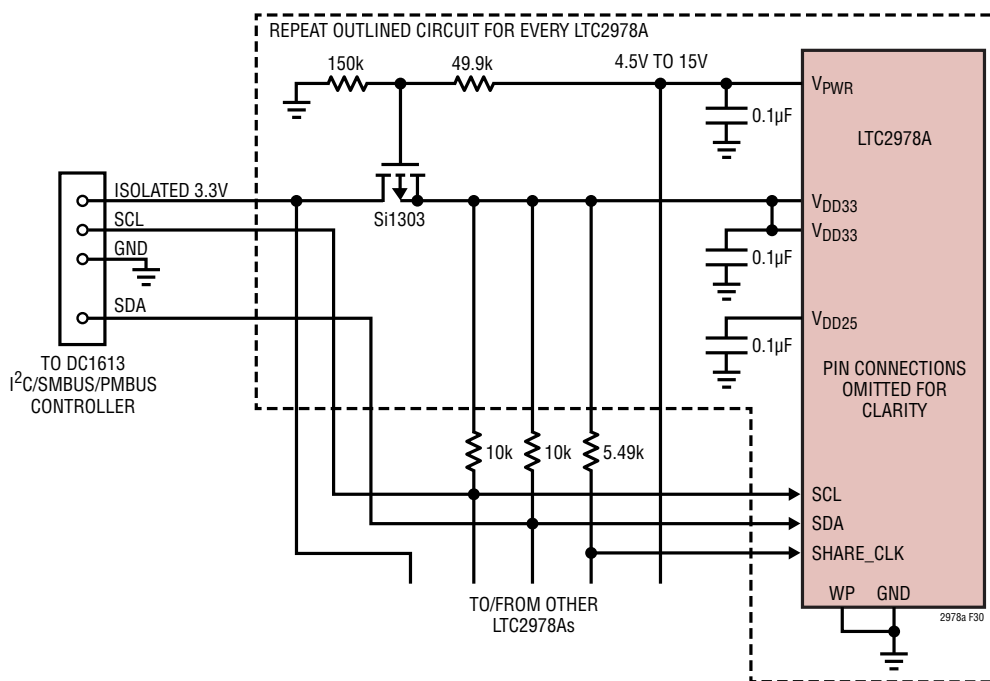 REPEAT OUTLINED CIRCUIT FOR EVERY LTC2978A
150k
49.9k
4.5V TO 15V
VPWR
0.1µF
LTC2978A
ISOLATED 3.3V
Si1303
VDD33
SCL
VDD33
GND
0.1µF
SDA
VDD25
0.1µF
TO DC1613
I2C/SMBUS/PMBUS
CONTROLLER
PIN CONNECTIONS
OMITTED FOR
CLARITY
10k
10k
5.49k
SCL
SDA
SHARE_CLK
TO/FROM OTHER
LTC2978As
WP
GND
2978a F30